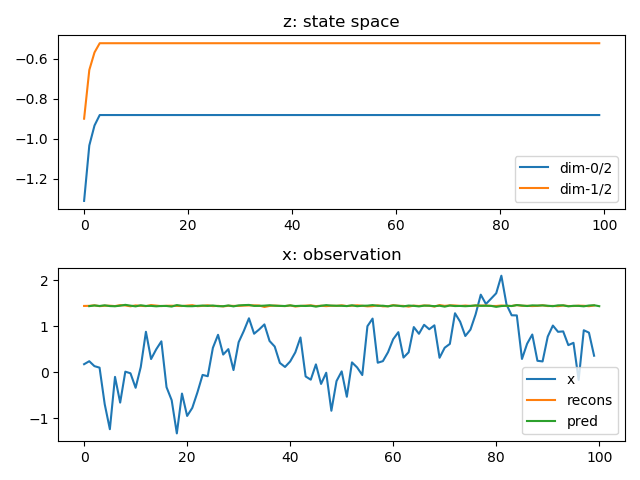 z: state space
−0.6
−0.8
−1.0
−1.2
dim-0/2
dim-1/2
0 20 40 60 80 100
x: observation
2
1
0
−1
x
recons
pred
0 20 40 60 80 100